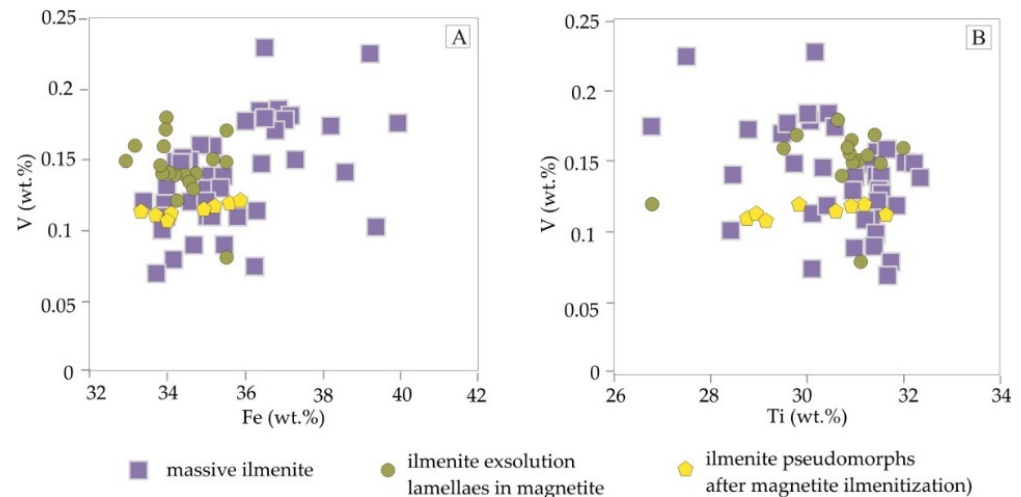 A
0.25
0.2
0.15
0.1
0.05
0
V (wt.%)
32
34
36
38
40
42
Fe (wt.%)
B
0.25
0.2
0.15
0.1
0.05
0
V (wt.%)
26
28
30
32
34
Ti (wt.%)
massive ilmenite
ilmenite exsolution
lamellaes in magnetite
ilmenite pseudomorphs
after magnetite ilmenitization)